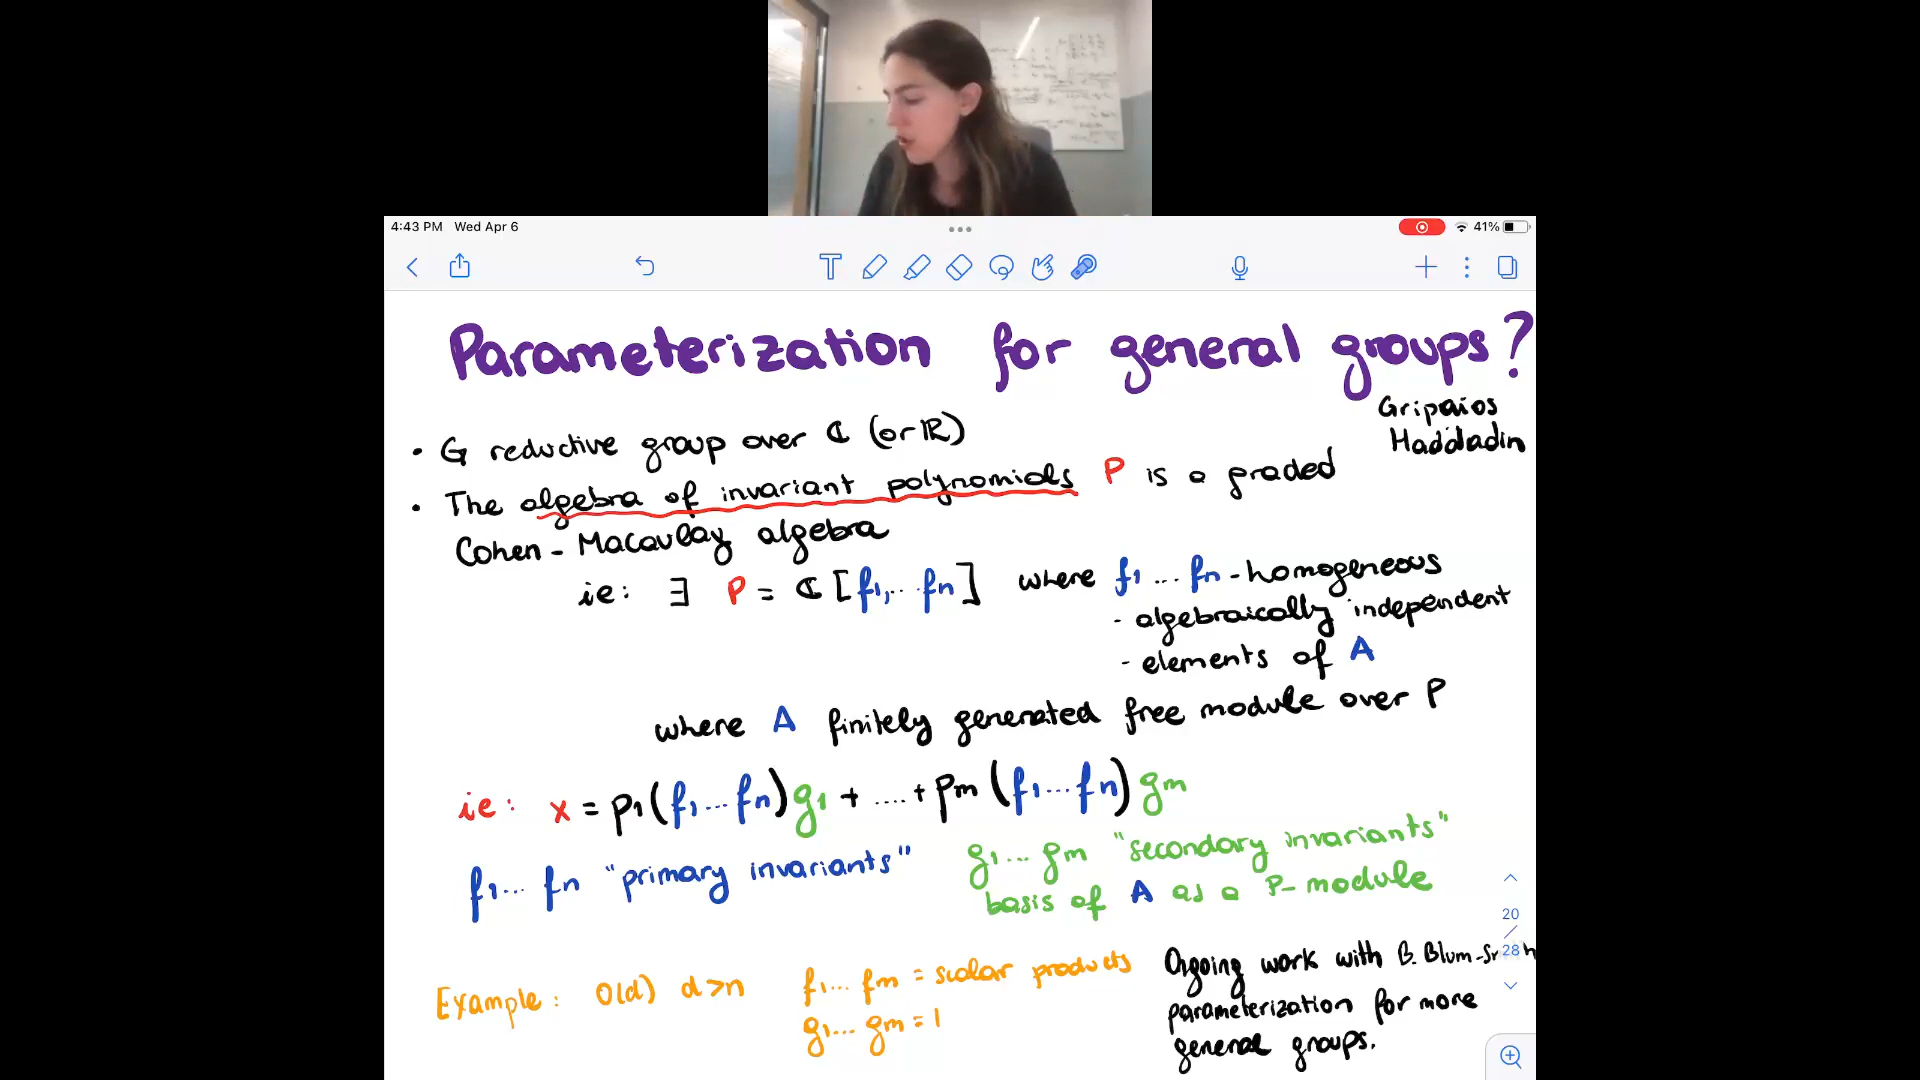 4:43 PM Wed Apr 6
41%
Parameterization for general groups?
Gripaios
Haddadin
• G reductive group over ℂ (or ℝ)
• The algebra of invariant polynomials P is a graded
Cohen-Macaulay algebra
ie: ∃ P = ℂ [f1,..fn] where f1...fn - homogeneous
- algebraically independent
- elements of A
where A finitely generated free module over P
ie: x = p1(f1...fn)g1 + .... + pm(f1...fn)gm
f1... fn "primary invariants"
g1... gm "secondary invariants"
basis of A as a P-module
20
28
Example: O(d) d>n
f1... fm = scalar products
g1... gm = 1
Ongoing work with B. Blum-
parameterization for more
general groups.